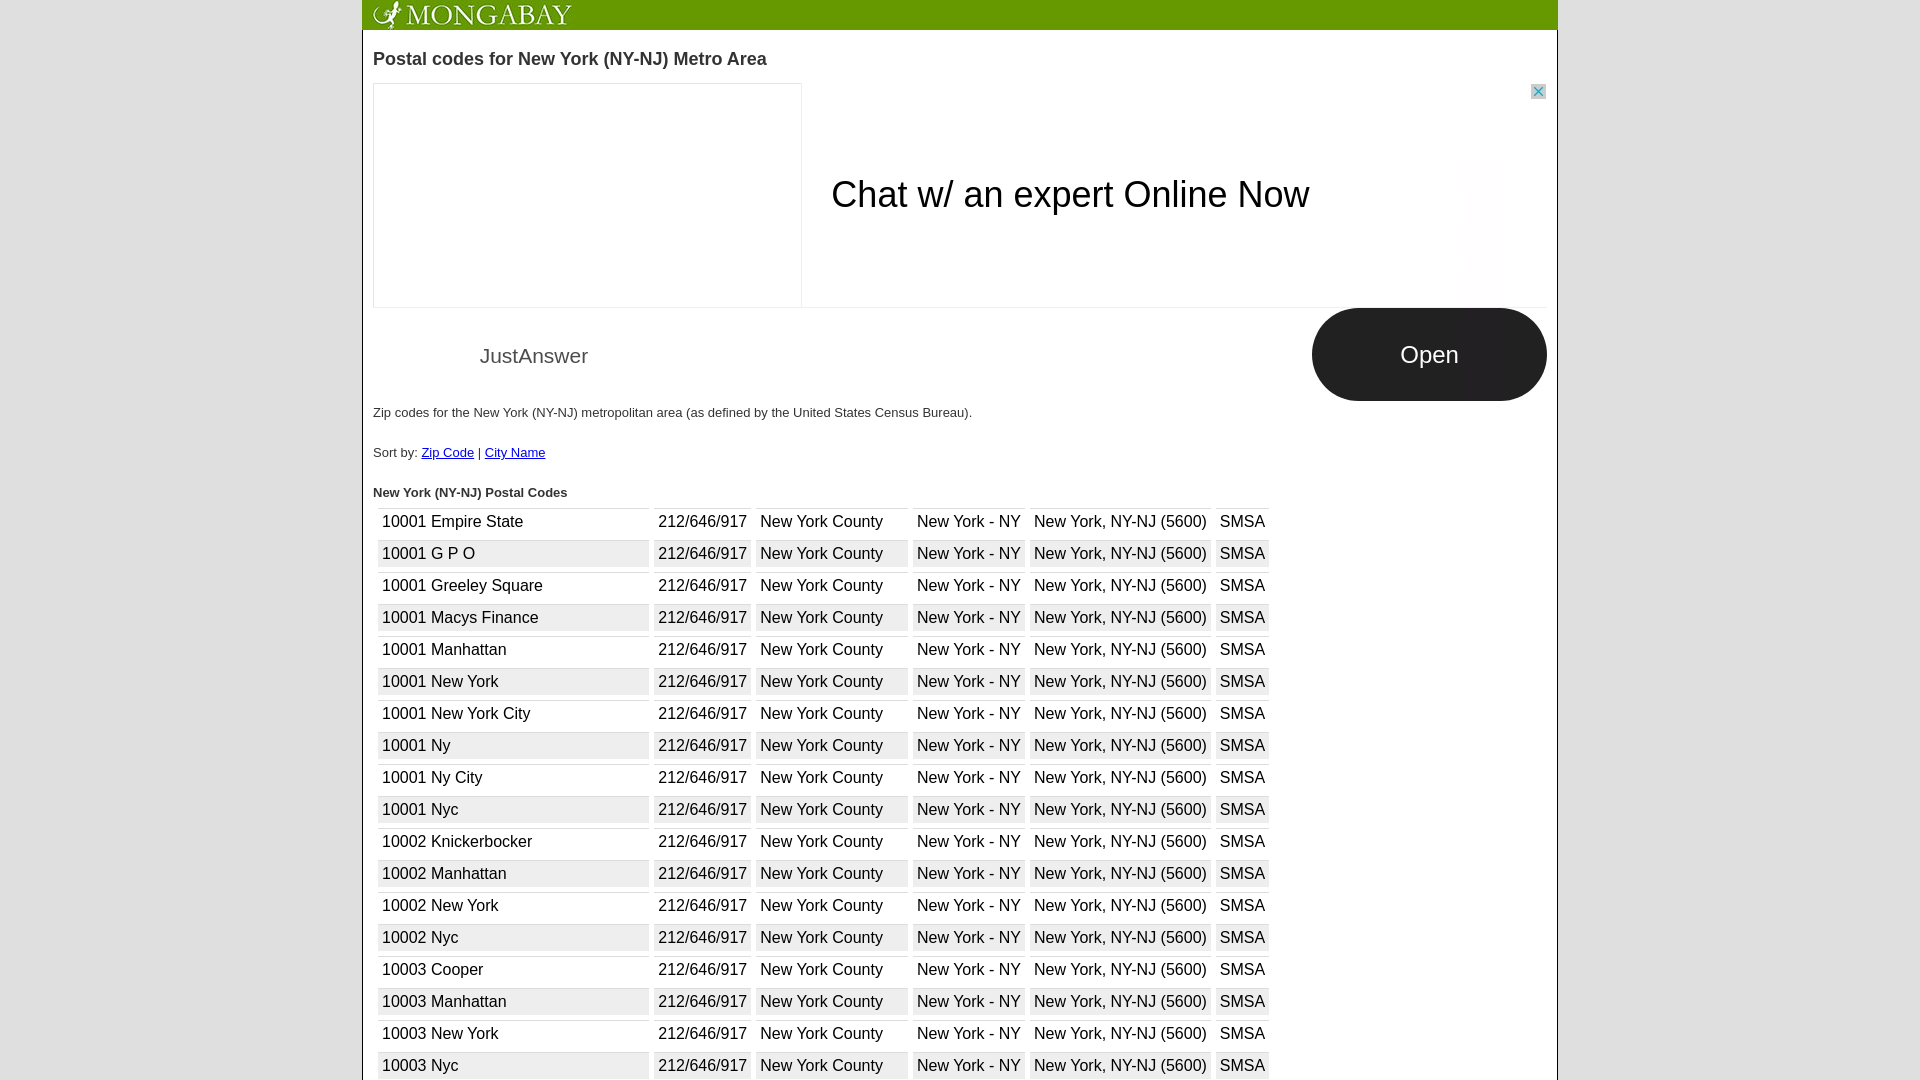 MONGABAY
Postal codes for New York (NY-NJ) Metro Area
Chat w/ an expert Online Now
JustAnswer
Open
Zip codes for the New York (NY-NJ) metropolitan area (as defined by the United States Census Bureau).
Sort by: Zip Code | City Name
New York (NY-NJ) Postal Codes
10001 Empire State 212/646/917 New York County New York - NY New York, NY-NJ (5600) SMSA
10001 G P O 212/646/917 New York County New York - NY New York, NY-NJ (5600) SMSA
10001 Greeley Square 212/646/917 New York County New York - NY New York, NY-NJ (5600) SMSA
10001 Macys Finance 212/646/917 New York County New York - NY New York, NY-NJ (5600) SMSA
10001 Manhattan 212/646/917 New York County New York - NY New York, NY-NJ (5600) SMSA
10001 New York 212/646/917 New York County New York - NY New York, NY-NJ (5600) SMSA
10001 New York City 212/646/917 New York County New York - NY New York, NY-NJ (5600) SMSA
10001 Ny 212/646/917 New York County New York - NY New York, NY-NJ (5600) SMSA
10001 Ny City 212/646/917 New York County New York - NY New York, NY-NJ (5600) SMSA
10001 Nyc 212/646/917 New York County New York - NY New York, NY-NJ (5600) SMSA
10002 Knickerbocker 212/646/917 New York County New York - NY New York, NY-NJ (5600) SMSA
10002 Manhattan 212/646/917 New York County New York - NY New York, NY-NJ (5600) SMSA
10002 New York 212/646/917 New York County New York - NY New York, NY-NJ (5600) SMSA
10002 Nyc 212/646/917 New York County New York - NY New York, NY-NJ (5600) SMSA
10003 Cooper 212/646/917 New York County New York - NY New York, NY-NJ (5600) SMSA
10003 Manhattan 212/646/917 New York County New York - NY New York, NY-NJ (5600) SMSA
10003 New York 212/646/917 New York County New York - NY New York, NY-NJ (5600) SMSA
10003 Nyc 212/646/917 New York County New York - NY New York, NY-NJ (5600) SMSA